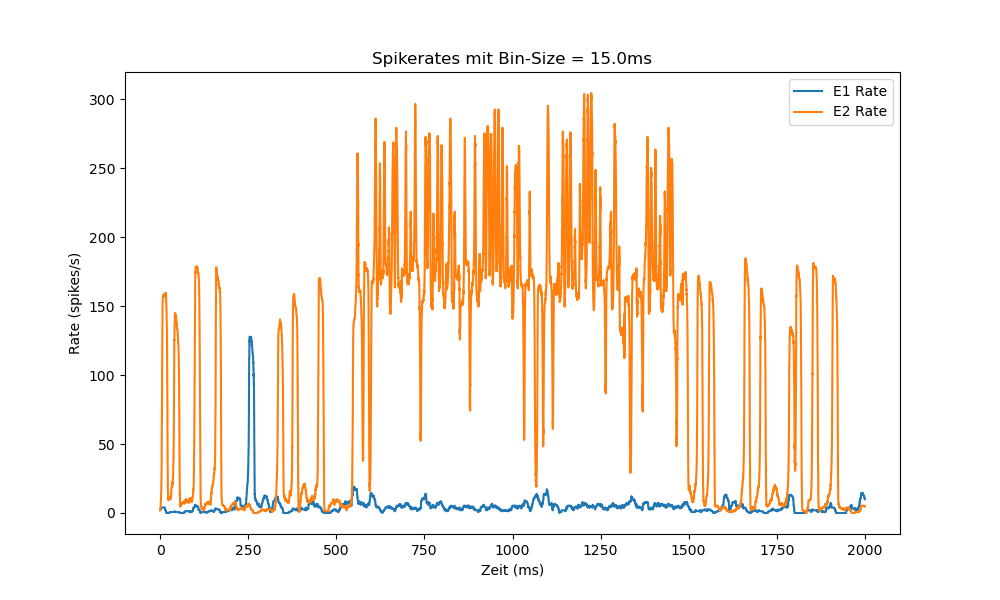 Spikerates mit Bin-Size = 15.0ms
E1 Rate
E2 Rate
300
250
200
150
100
50
0
Rate (spikes/s)
0 250 500 750 1000 1250 1500 1750 2000
Zeit (ms)